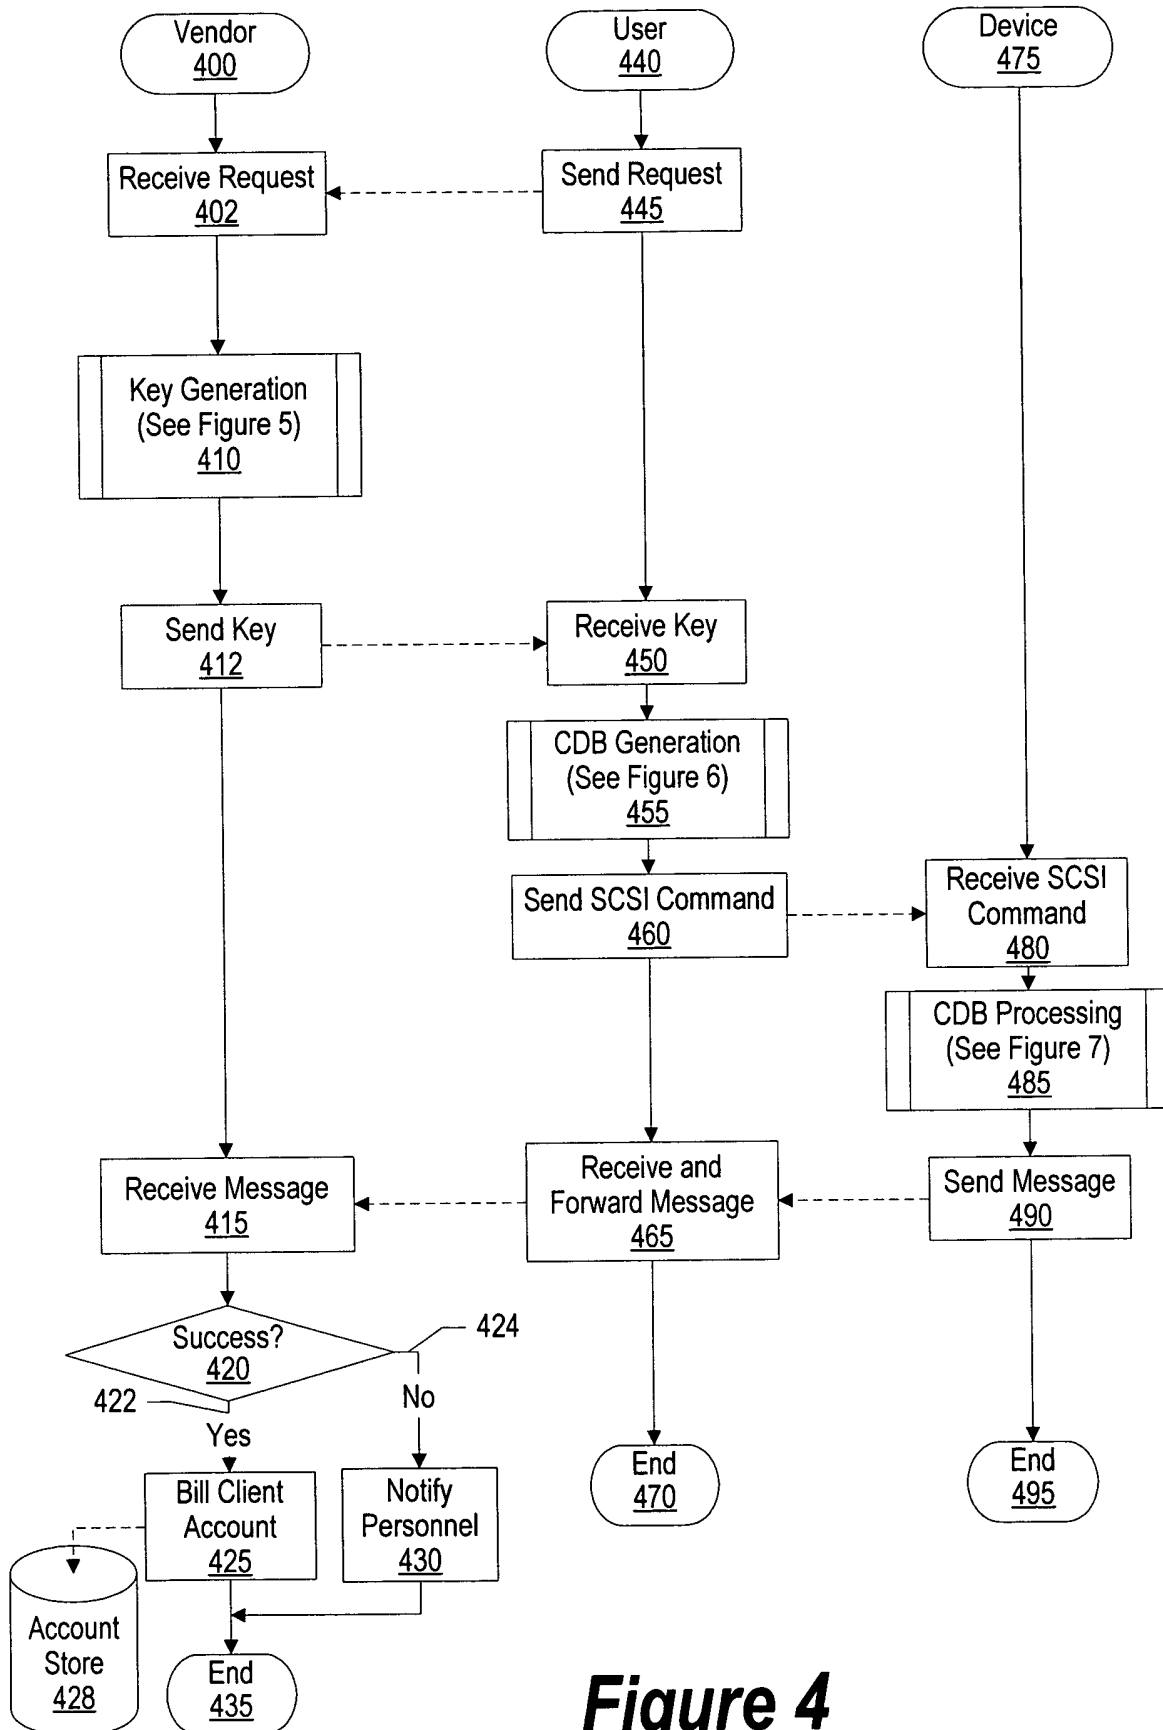 Vendor
400
User
440
Device
475
Receive Request
402
Send Request
445
Key Generation
(See Figure 5)
410
Send Key
412
Receive Key
450
CDB Generation
(See Figure 6)
455
Send SCSI Command
460
Receive SCSI
Command
480
CDB Processing
(See Figure 7)
485
Receive Message
415
Receive and
Forward Message
465
Send Message
490
Success?
420
424
422
No
Yes
Bill Client
Account
425
Notify
Personnel
430
End
470
End
495
Account
Store
428
End
435
Figure 4